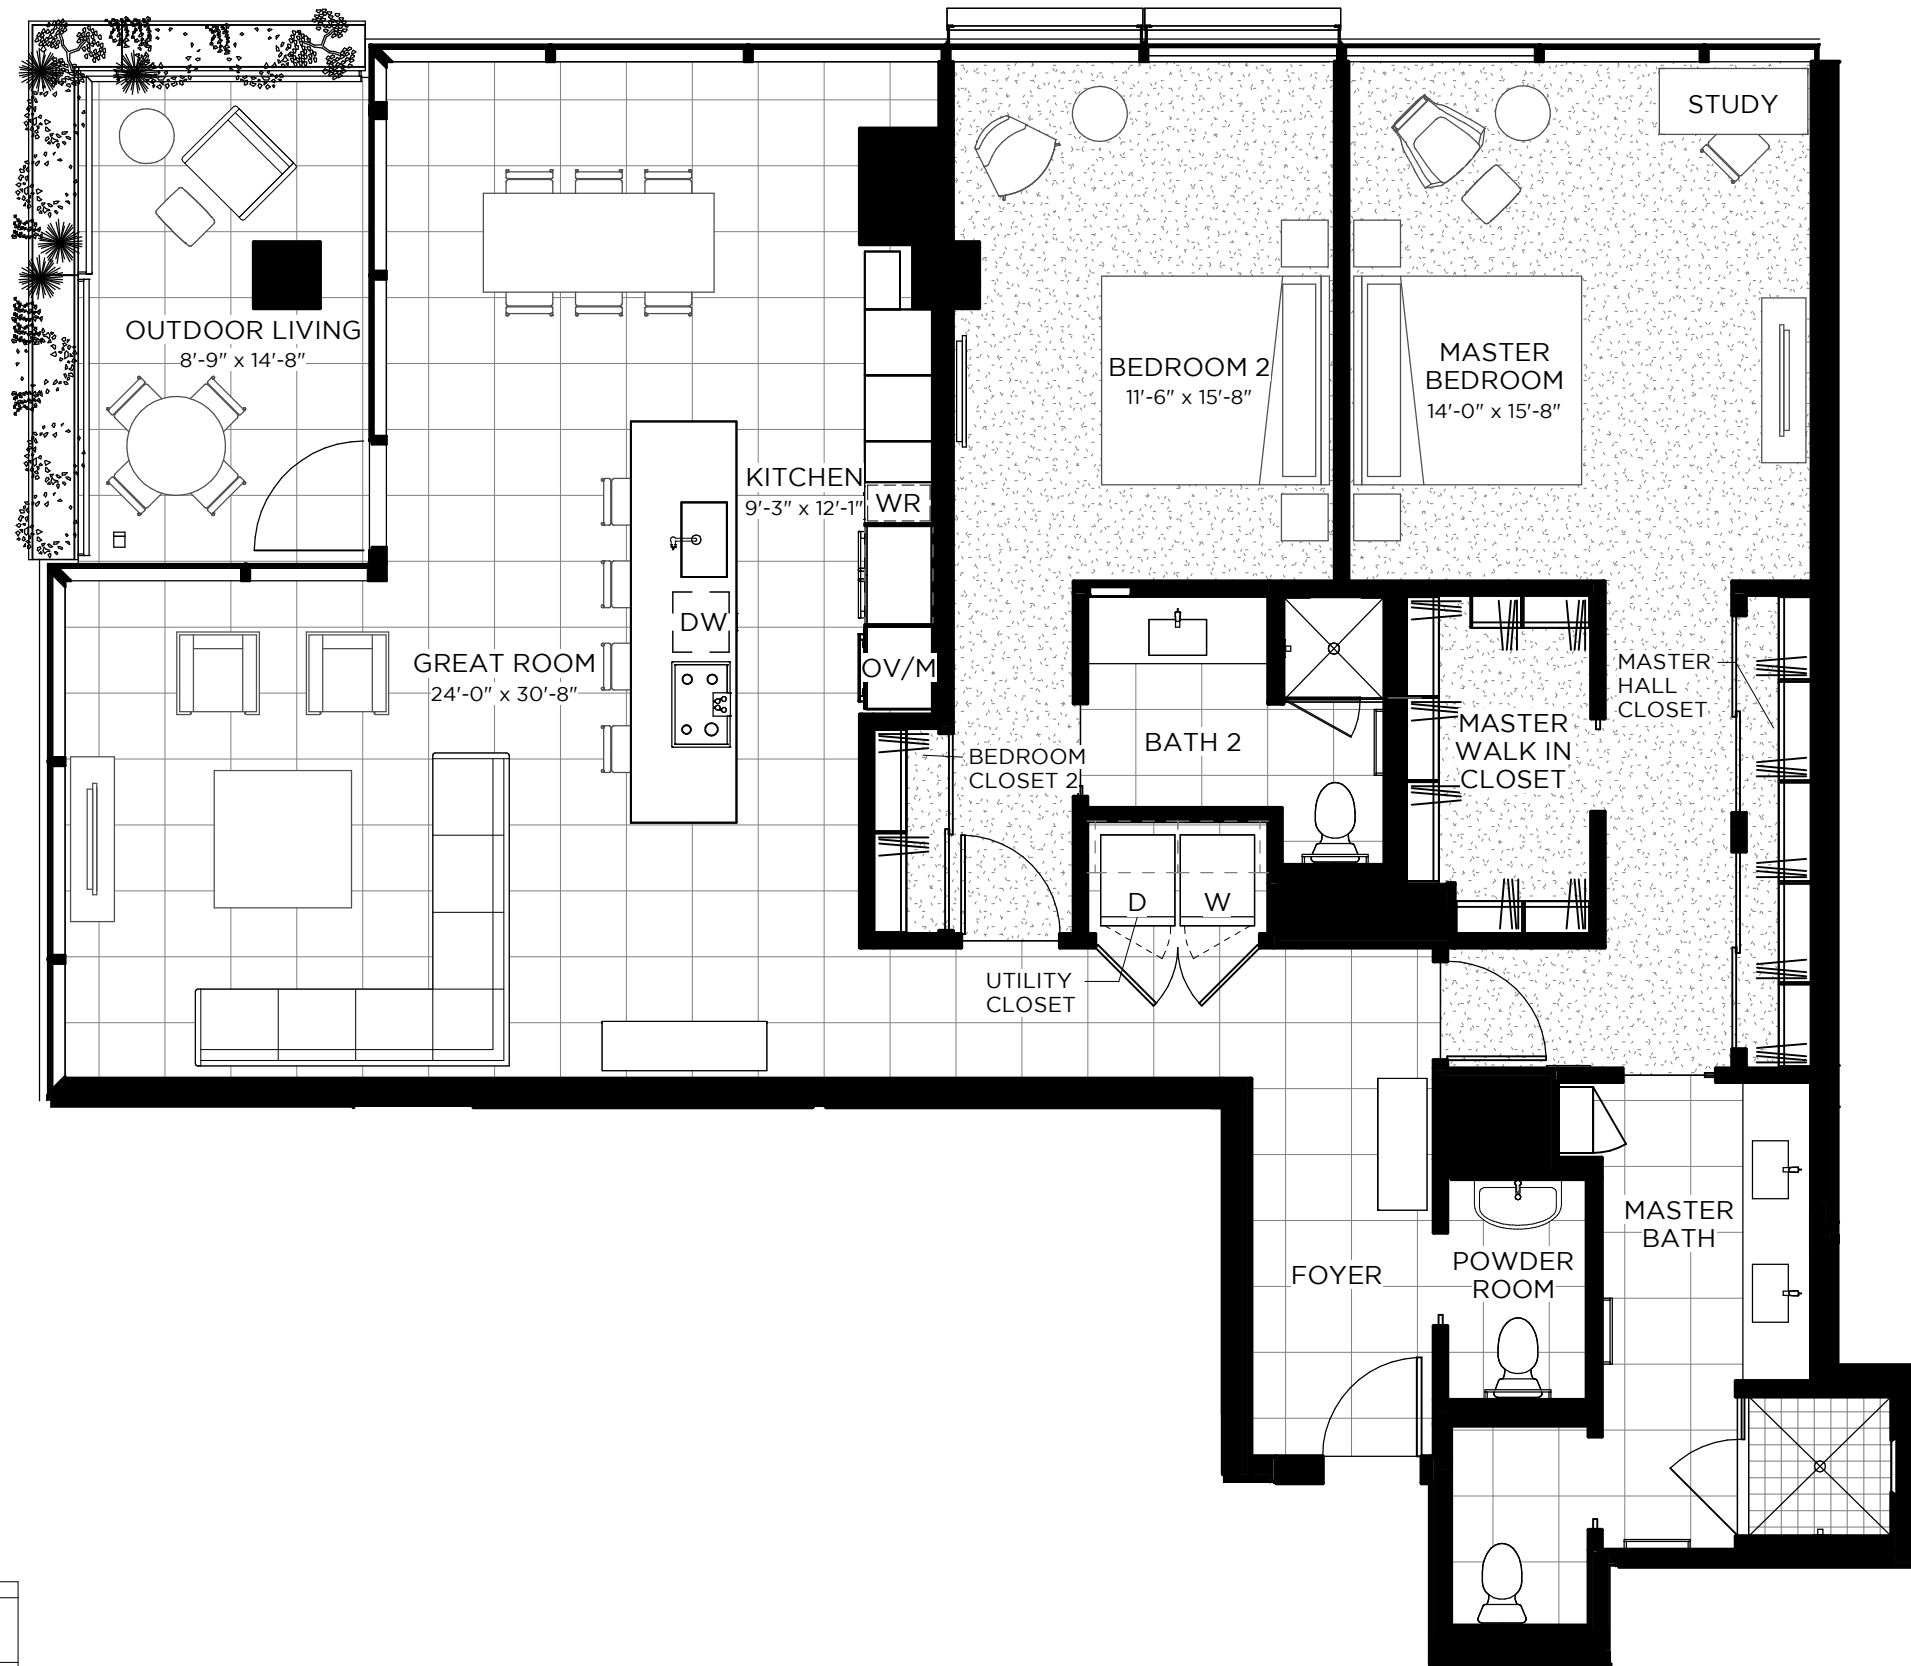 STUDY
OUTDOOR LIVING
8'-9" x 14'-8"
BEDROOM 2
11'-6" x 15'-8"
MASTER
BEDROOM
14'-0" x 15'-8"
KITCHEN
9'-3" x 12'-1"
WR
DW
OV/M
GREAT ROOM
24'-0" x 30'-8"
MASTER
HALL
CLOSET
BEDROOM
CLOSET 2
BATH 2
MASTER
WALK IN
CLOSET
D
W
UTILITY
CLOSET
MASTER
BATH
FOYER
POWDER
ROOM